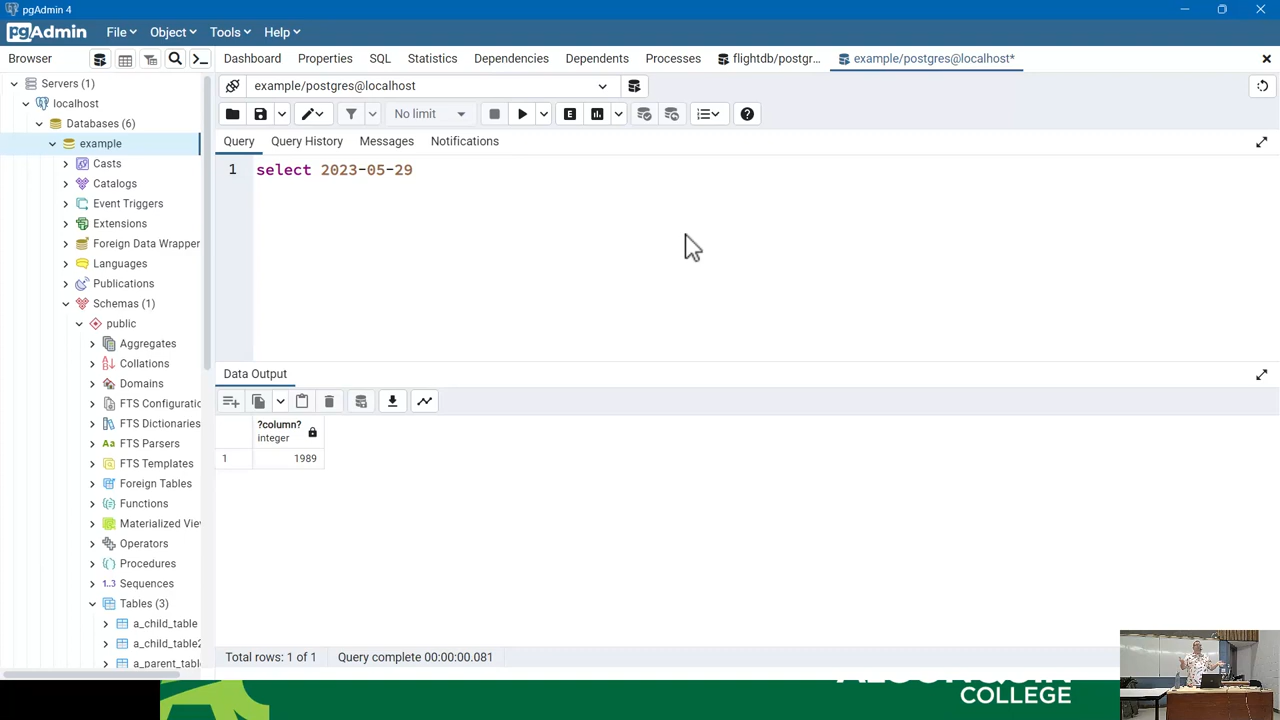 pgAdmin 4
pgAdmin File Object Tools Help
Browser
Dashboard Properties SQL Statistics Dependencies Dependents Processes flightdb/postgr... example/postgres@localhost*
Servers (1)
localhost
Databases (6)
example
Casts
Catalogs
Event Triggers
Extensions
Foreign Data Wrapper
Languages
Publications
Schemas (1)
public
Aggregates
Collations
Domains
FTS Configuratic
FTS Dictionaries
FTS Parsers
FTS Templates
Foreign Tables
Functions
Materialized Vie
Operators
Procedures
1..3 Sequences
Tables (3)
a_child_table
a_child_table2
a_parent_tabl
example/postgres@localhost
No limit
Query Query History Messages Notifications
1 select 2023-05-29
Data Output
?column?
integer
1 1989
Total rows: 1 of 1 Query complete 00:00:00.081
ALGONQUIN
COLLEGE